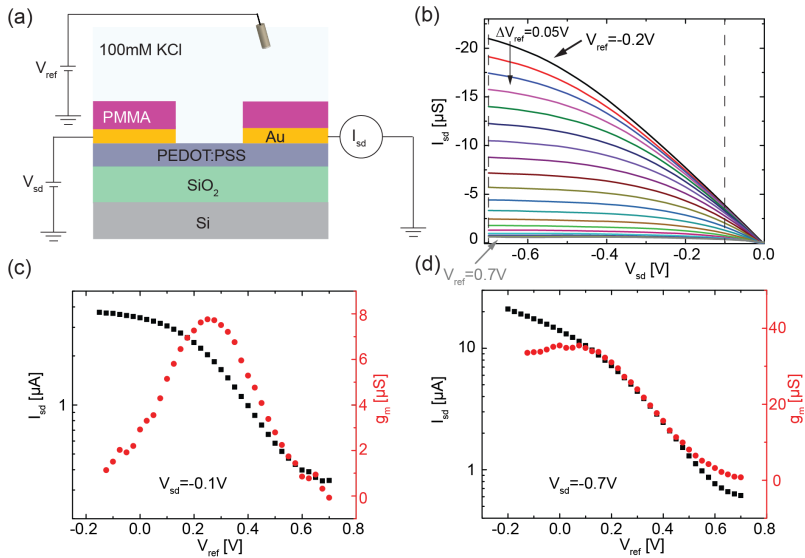 (a)
100mM KCl
V_ref
PMMA
Au
I_sd
PEDOT:PSS
V_sd
SiO₂
Si
(b)
ΔV_ref=0.05V
V_ref=-0.2V
-20
-15
-10
-5
0
I_sd [µS]
-0.6 -0.4 -0.2 0.0
V_sd [V]
V_ref=0.7V
(c)
I_sd [µA]
1
8
6
4
2
0
g_m [µS]
V_sd=-0.1V
-0.2 0.0 0.2 0.4 0.6 0.8
V_ref [V]
(d)
I_sd [µA]
10
1
40
20
0
g_m [µS]
V_sd=-0.7V
-0.2 0.0 0.2 0.4 0.6 0.8
V_ref [V]